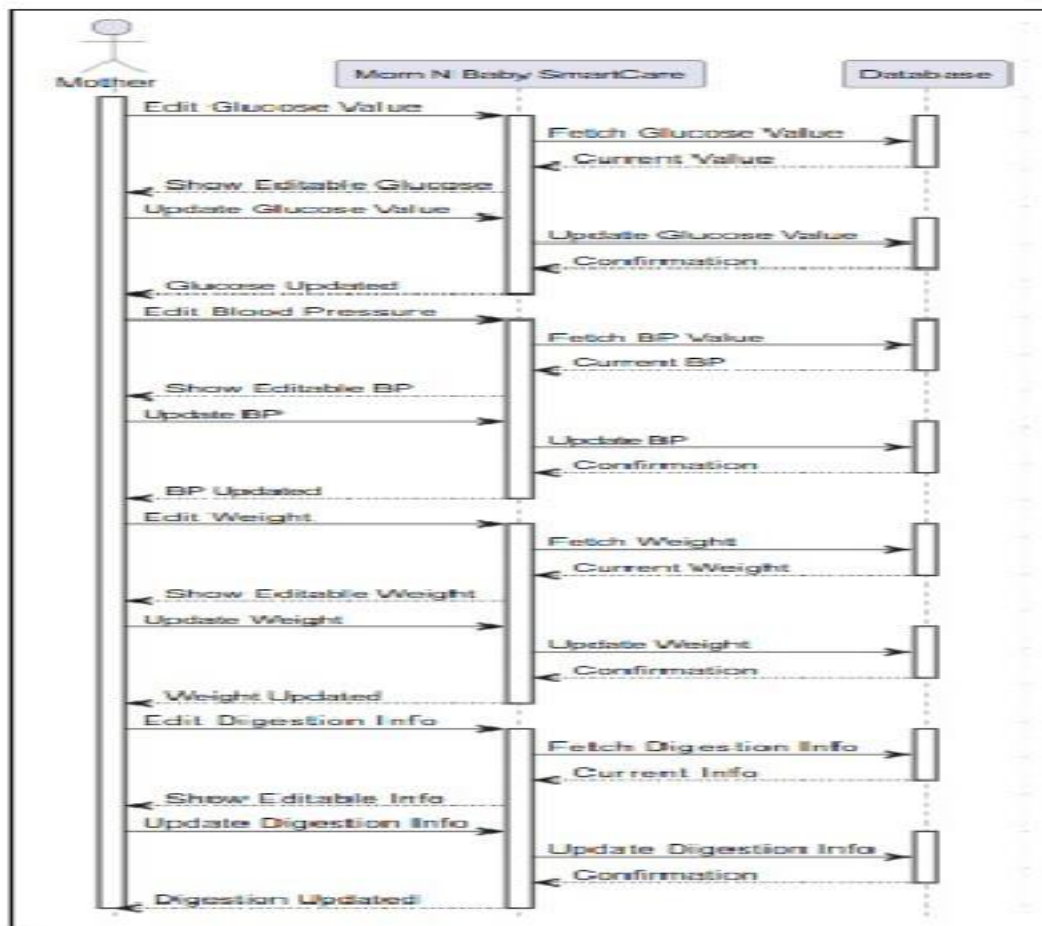 Mother
Mom N Baby SmartCare
Database
Edit Glucose Value
Fetch Glucose Value
Current Value
Show Editable Glucose
Update Glucose Value
Update Glucose Value
Confirmation
Glucose Updated
Edit Blood Pressure
Fetch BP Value
Current BP
Show Editable BP
Update BP
Update BP
Confirmation
BP Updated
Edit Weight
Fetch Weight
Current Weight
Show Editable Weight
Update Weight
Update Weight
Confirmation
Weight Updated
Edit Digestion Info
Fetch Digestion Info
Current Info
Show Editable Info
Update Digestion Info
Update Digestion Info
Confirmation
Digestion Updated